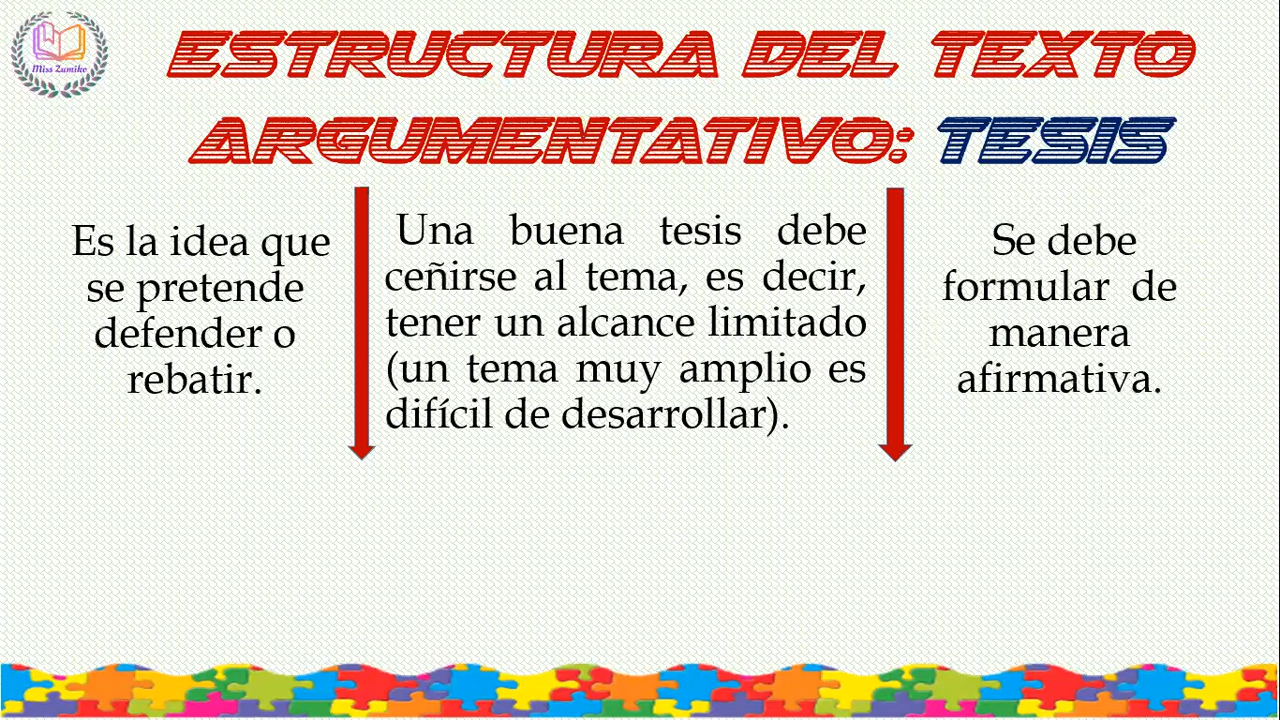 Miss Zumiko
ESTRUCTURA DEL TEXTO
ARGUMENTATIVO: TESIS
Es la idea que
se pretende
defender o
rebatir.
Una buena tesis debe
ceñirse al tema, es decir,
tener un alcance limitado
(un tema muy amplio es
difícil de desarrollar).
Se debe
formular de
manera
afirmativa.